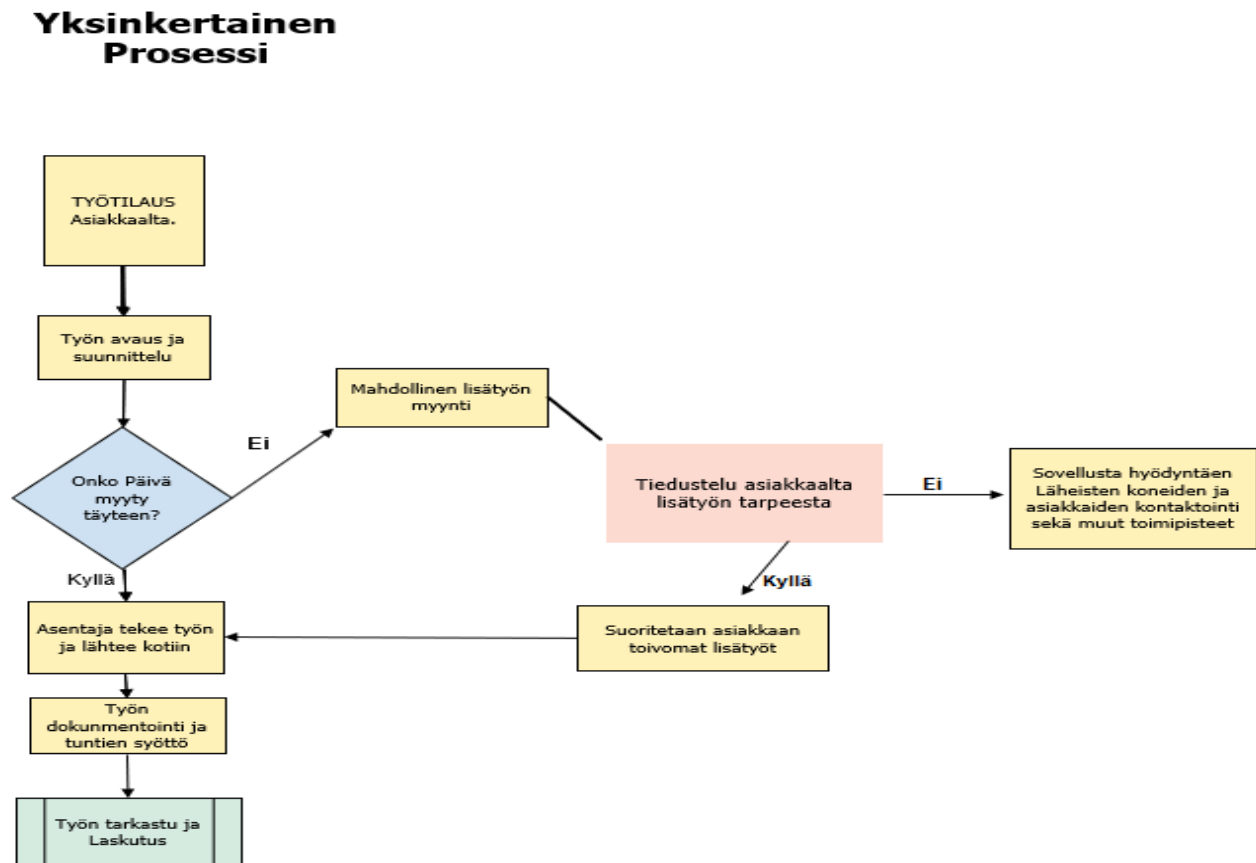 Yksinkertainen
Prosessi
TYÖTILAUS
Asiakkaalta.
Työn avaus ja
suunnittelu
Mahdollinen lisätyön
myynti
Ei
Onko Päivä
myyty
täyteen?
Tiedustelu asiakkaalta
lisätyön tarpeesta
Ei
Sovellusta hyödyntäen
Läheisten koneiden ja
asiakkaiden kontaktointi
sekä muut toimipisteet
Kyllä
Kyllä
Asentaja tekee työn
ja lähtee kotiin
Suoritetaan asiakkaan
toivomat lisätyöt
Työn
dokunmentointi ja
tuntien syöttö
Työn tarkastu ja
Laskutus